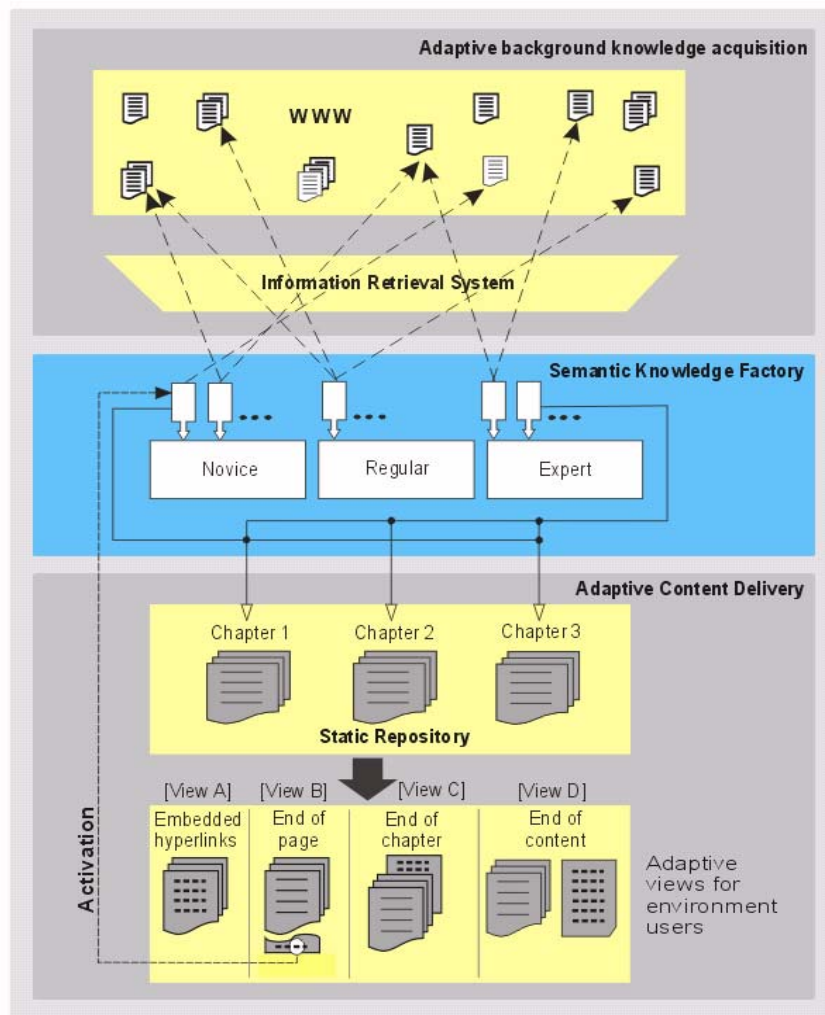 Adaptive background knowledge acquisition
WWW
Information Retrieval System
Semantic Knowledge Factory
Novice
Regular
Expert
Adaptive Content Delivery
Chapter 1
Chapter 2
Chapter 3
Static Repository
[View A]
[View B]
[View C]
[View D]
Embedded
hyperlinks
End of
page
End of
chapter
End of
content
Adaptive
views for
environment
users
Activation